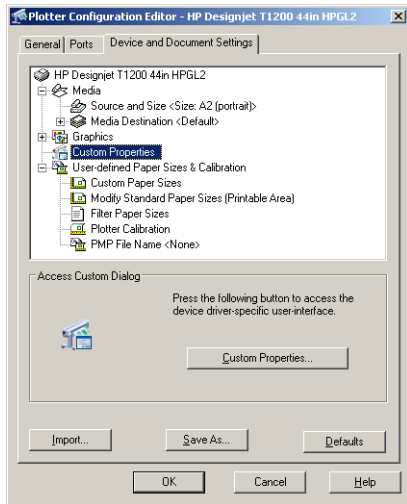 Plotter Configuration Editor - HP Designjet T1200 44in HPGL2
General Ports Device and Document Settings
HP Designjet T1200 44in HPGL2
Media
Source and Size <Size: A2 (portrait)>
Media Destination <Default>
Graphics
Custom Properties
User-defined Paper Sizes & Calibration
Custom Paper Sizes
Modify Standard Paper Sizes (Printable Area)
Filter Paper Sizes
Plotter Calibration
PMP File Name <None>
Access Custom Dialog
Press the following button to access the
device driver-specific user-interface.
Custom Properties...
Import... Save As... Defaults
OK Cancel Help